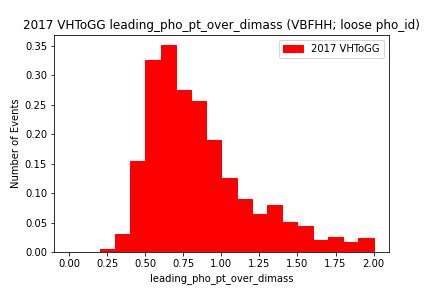 2017 VHToGG leading_pho_pt_over_dimass (VBFHH; loose pho_id)
2017 VHToGG
Number of Events
0.35
0.30
0.25
0.20
0.15
0.10
0.05
0.00
0.00 0.25 0.50 0.75 1.00 1.25 1.50 1.75 2.00
leading_pho_pt_over_dimass